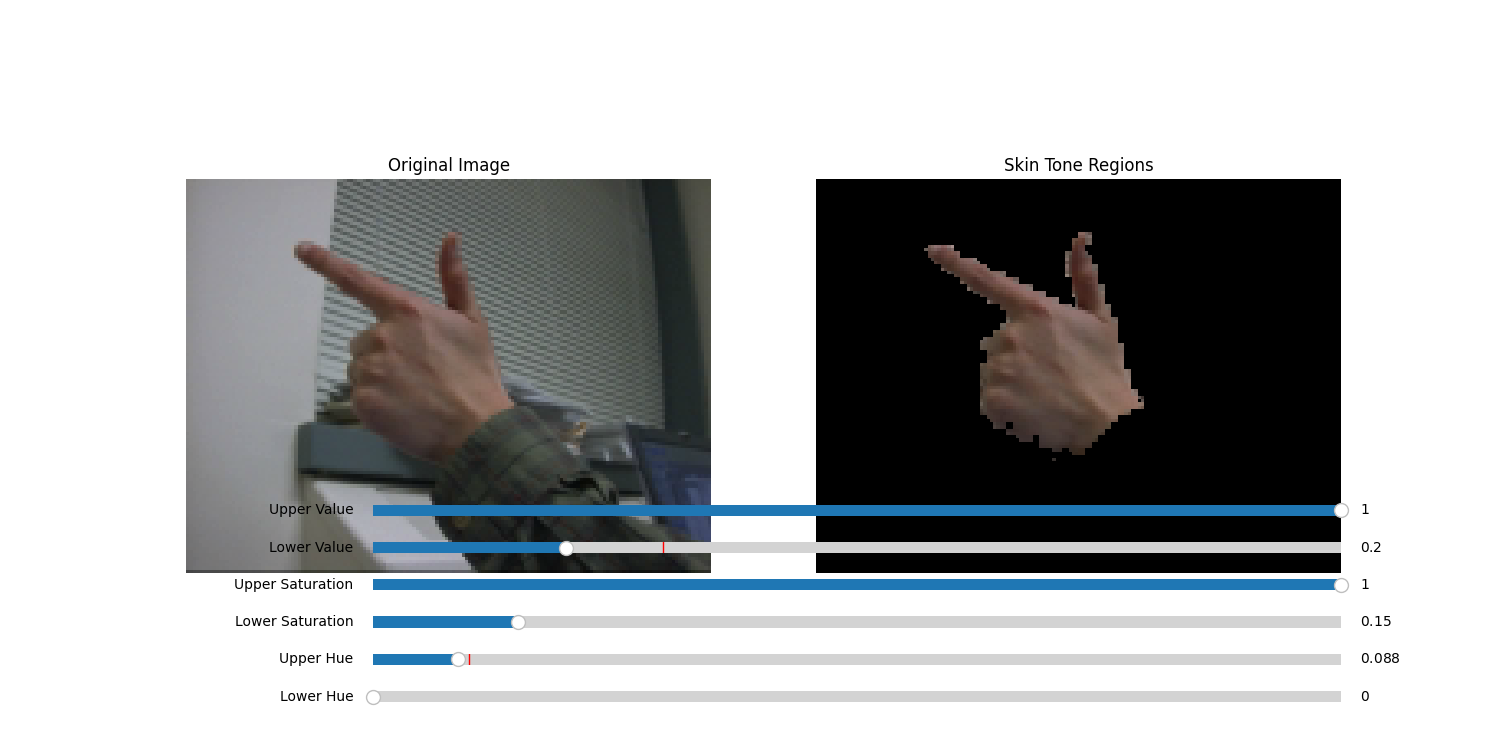 Original Image
Skin Tone Regions
Upper Value 1
Lower Value 0.2
Upper Saturation 1
Lower Saturation 0.15
Upper Hue 0.088
Lower Hue 0